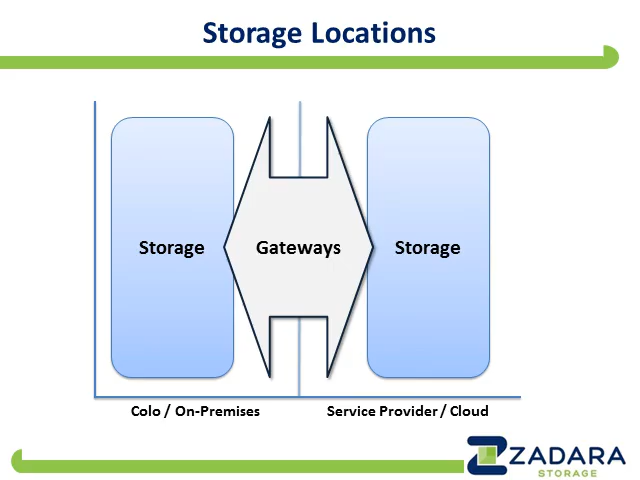 Storage Locations
Storage
Gateways
Storage
Colo / On-Premises
Service Provider / Cloud
ZADARA
STORAGE